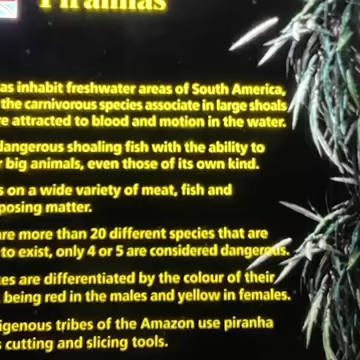 Piranhas
as inhabit freshwater areas of South America,
the carnivorous species associate in large shoals
re attracted to blood and motion in the water.
dangerous shoaling fish with the ability to
r big animals, even those of its own kind.
s on a wide variety of meat, fish and
posing matter.
are more than 20 different species that are
to exist, only 4 or 5 are considered dangerous.
es are differentiated by the colour of their
being red in the males and yellow in females.
igenous tribes of the Amazon use piranha
s cutting and slicing tools.